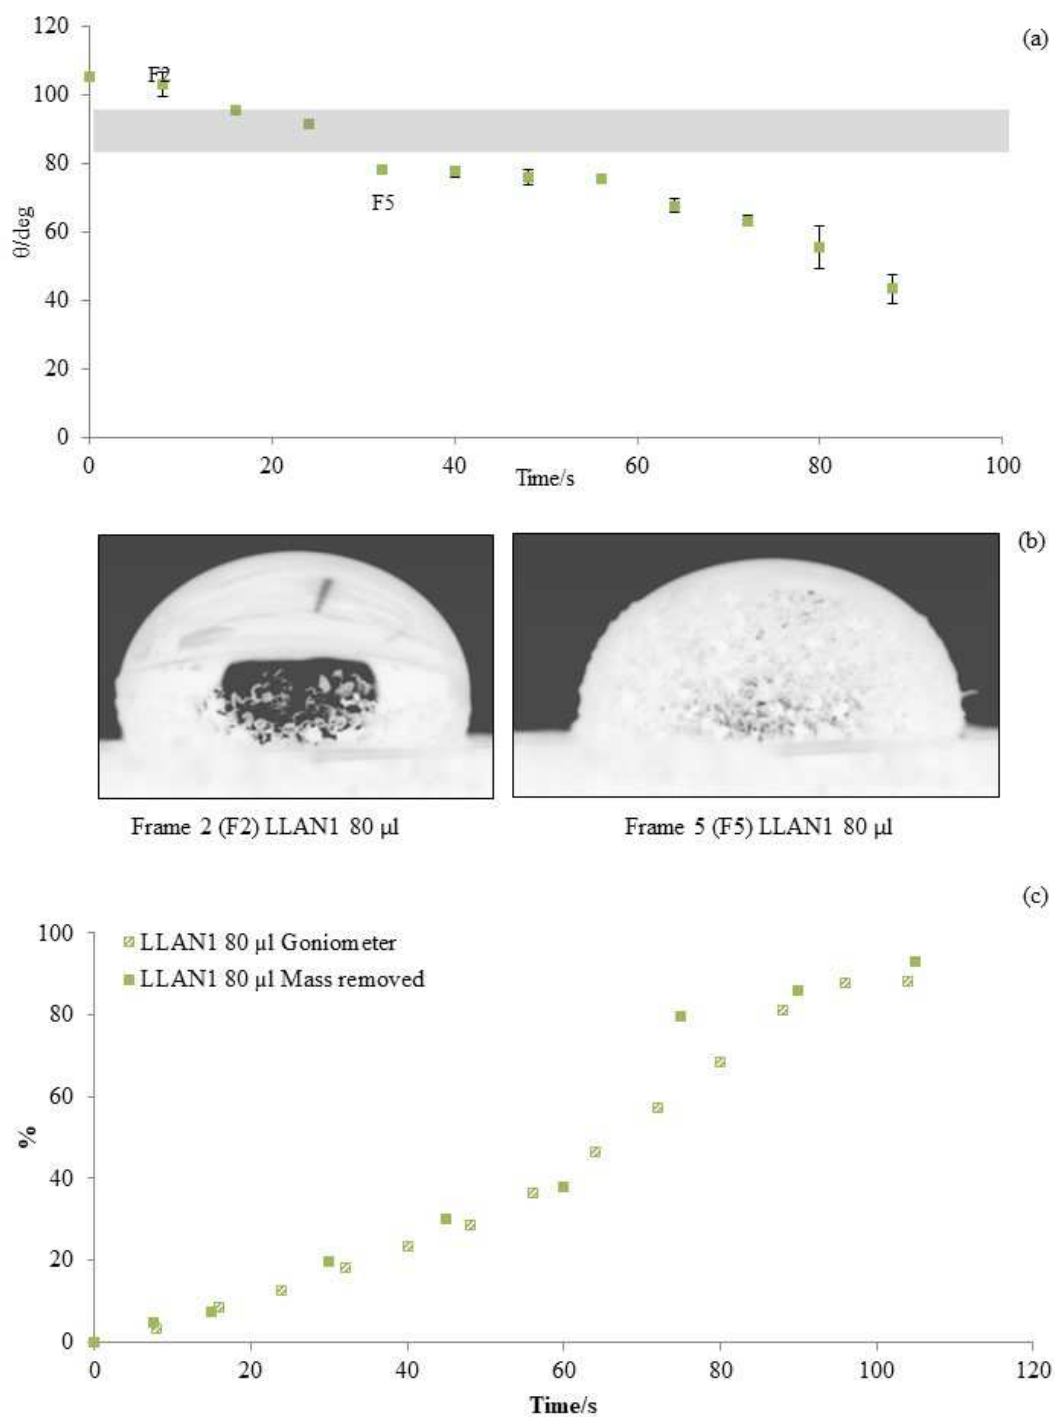 (a)
120
100
80
60
40
20
0
θ/deg
F2
F5
0 20 40 60 80 100
Time/s
(b)
Frame 2 (F2) LLAN1 80 µl
Frame 5 (F5) LLAN1 80 µl
(c)
100
80
60
40
20
0
%
LLAN1 80 µl Goniometer
LLAN1 80 µl Mass removed
0 20 40 60 80 100 120
Time/s